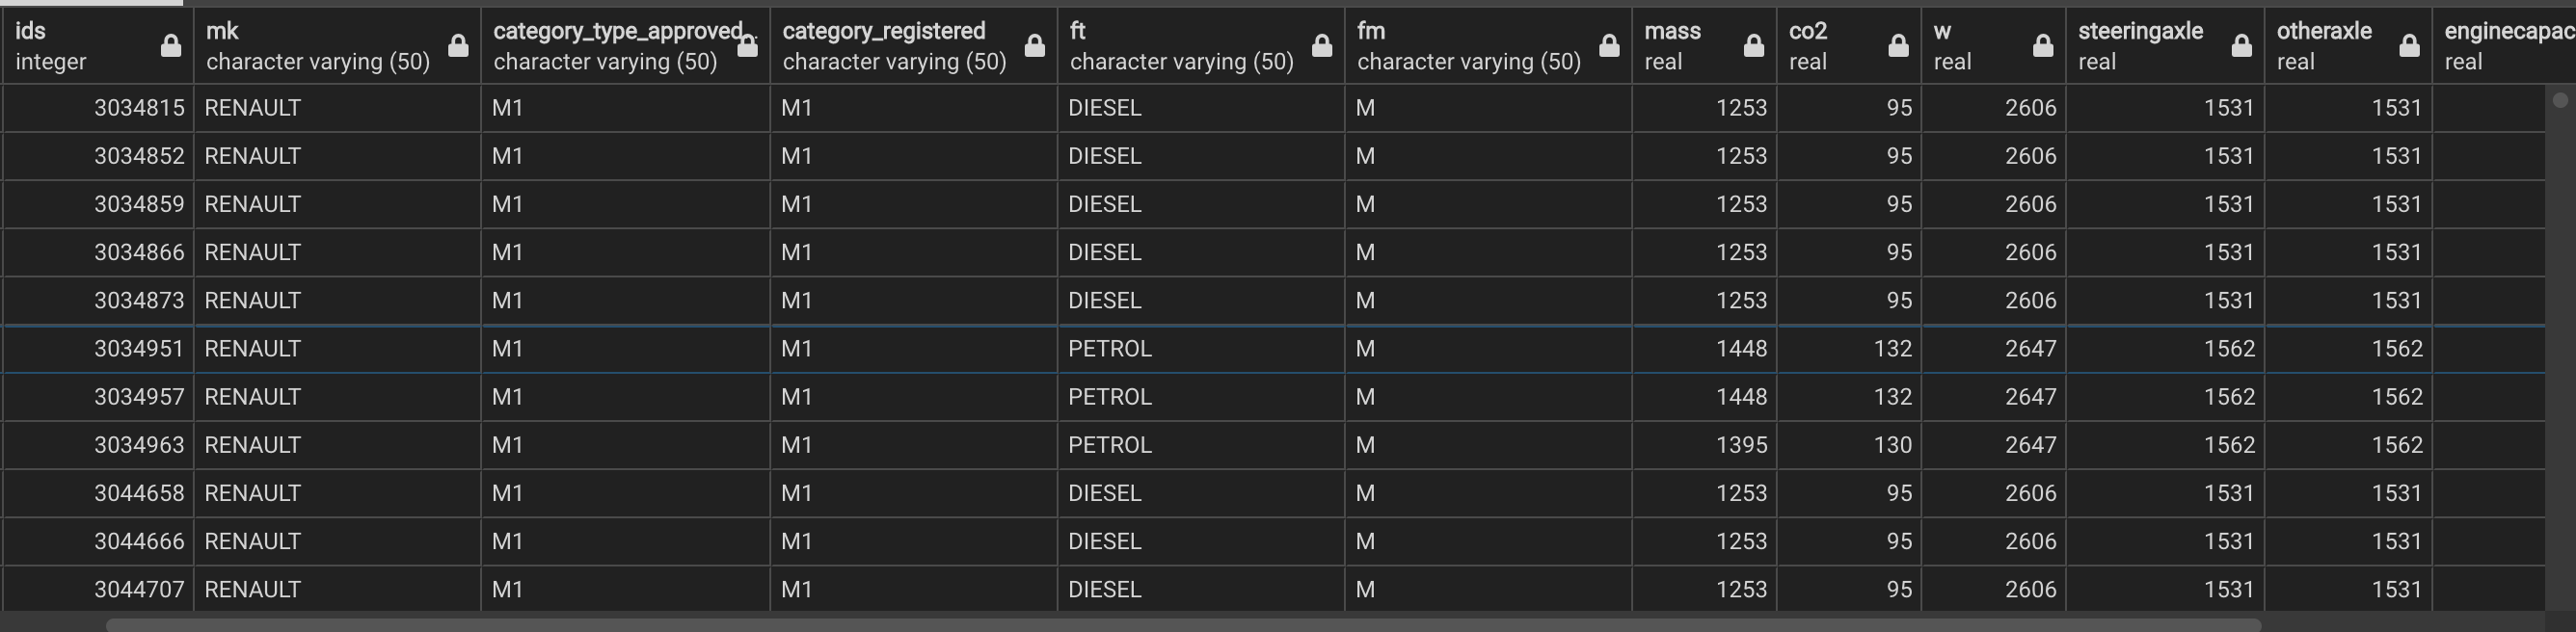 ids mk category_type_approved category_registered ft fm mass co2 w steeringaxle otheraxle enginecapac
integer character varying (50) character varying (50) character varying (50) character varying (50) character varying (50) real real real real real real
3034815 RENAULT M1 M1 DIESEL M 1253 95 2606 1531 1531
3034852 RENAULT M1 M1 DIESEL M 1253 95 2606 1531 1531
3034859 RENAULT M1 M1 DIESEL M 1253 95 2606 1531 1531
3034866 RENAULT M1 M1 DIESEL M 1253 95 2606 1531 1531
3034873 RENAULT M1 M1 DIESEL M 1253 95 2606 1531 1531
3034951 RENAULT M1 M1 PETROL M 1448 132 2647 1562 1562
3034957 RENAULT M1 M1 PETROL M 1448 132 2647 1562 1562
3034963 RENAULT M1 M1 PETROL M 1395 130 2647 1562 1562
3044658 RENAULT M1 M1 DIESEL M 1253 95 2606 1531 1531
3044666 RENAULT M1 M1 DIESEL M 1253 95 2606 1531 1531
3044707 RENAULT M1 M1 DIESEL M 1253 95 2606 1531 1531